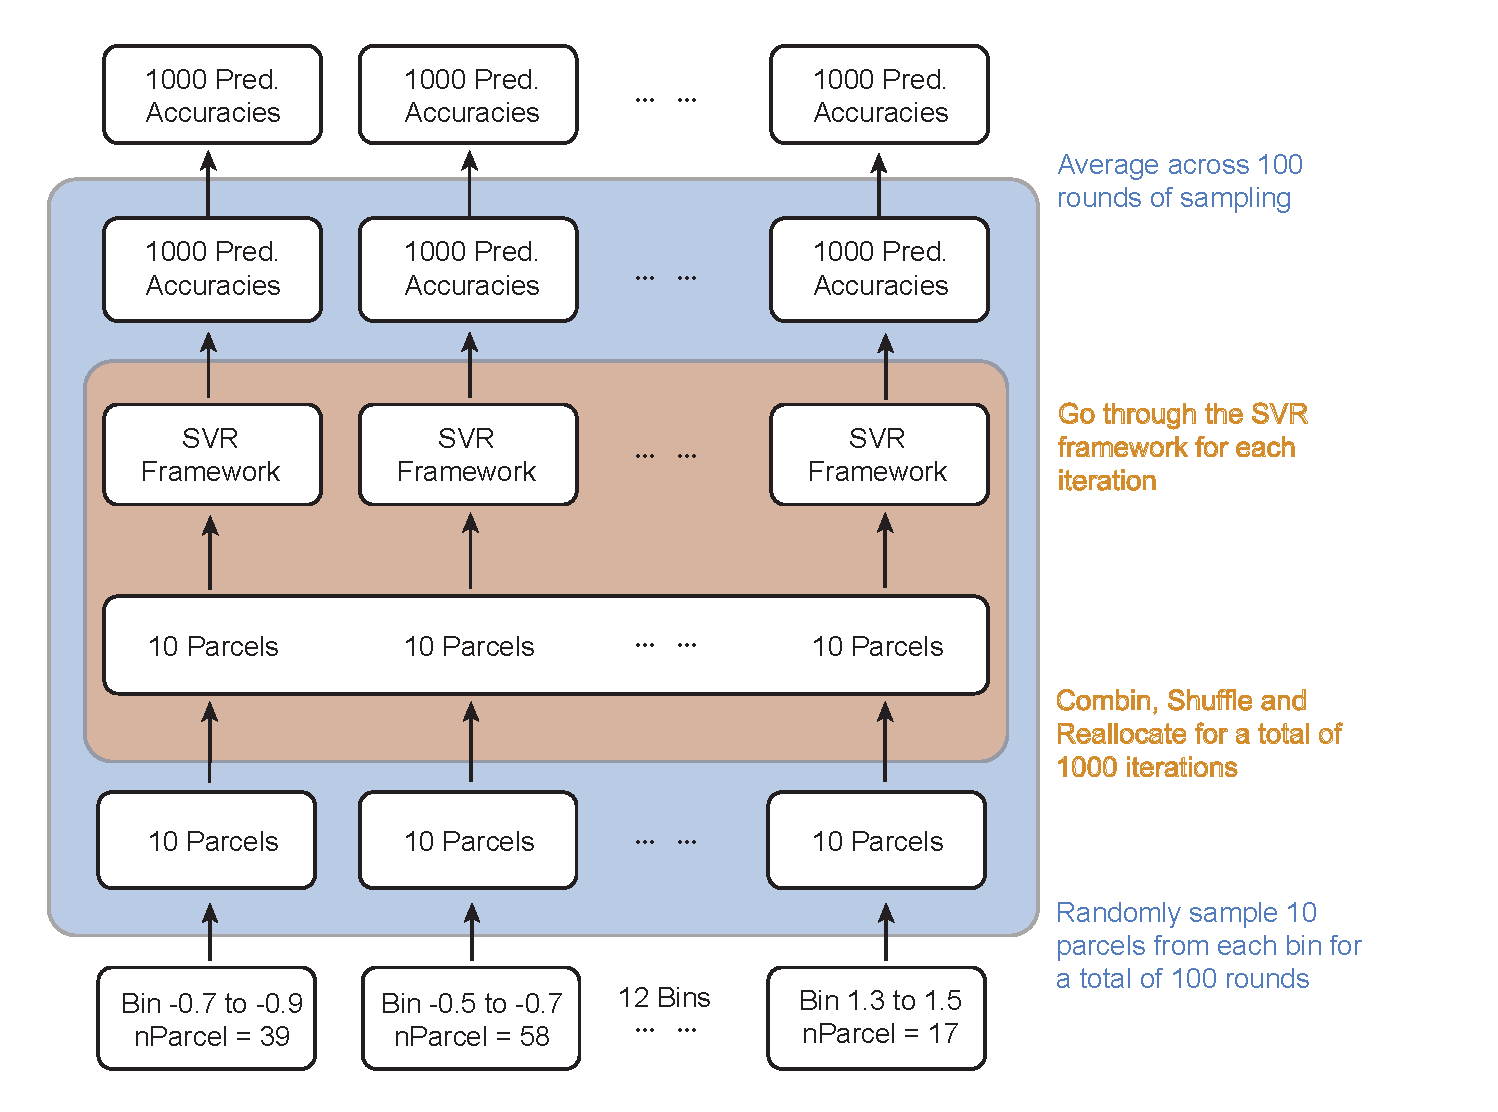 1000 Pred.
Accuracies
1000 Pred.
Accuracies
... ...
1000 Pred.
Accuracies
Average across 100
rounds of sampling
1000 Pred.
Accuracies
1000 Pred.
Accuracies
... ...
1000 Pred.
Accuracies
SVR
Framework
SVR
Framework
... ...
SVR
Framework
Go through the SVR
framework for each
iteration
10 Parcels
10 Parcels
... ...
10 Parcels
Combin, Shuffle and
Reallocate for a total of
1000 iterations
10 Parcels
10 Parcels
... ...
10 Parcels
Randomly sample 10
parcels from each bin for
a total of 100 rounds
Bin -0.7 to -0.9
nParcel = 39
Bin -0.5 to -0.7
nParcel = 58
12 Bins
... ...
Bin 1.3 to 1.5
nParcel = 17